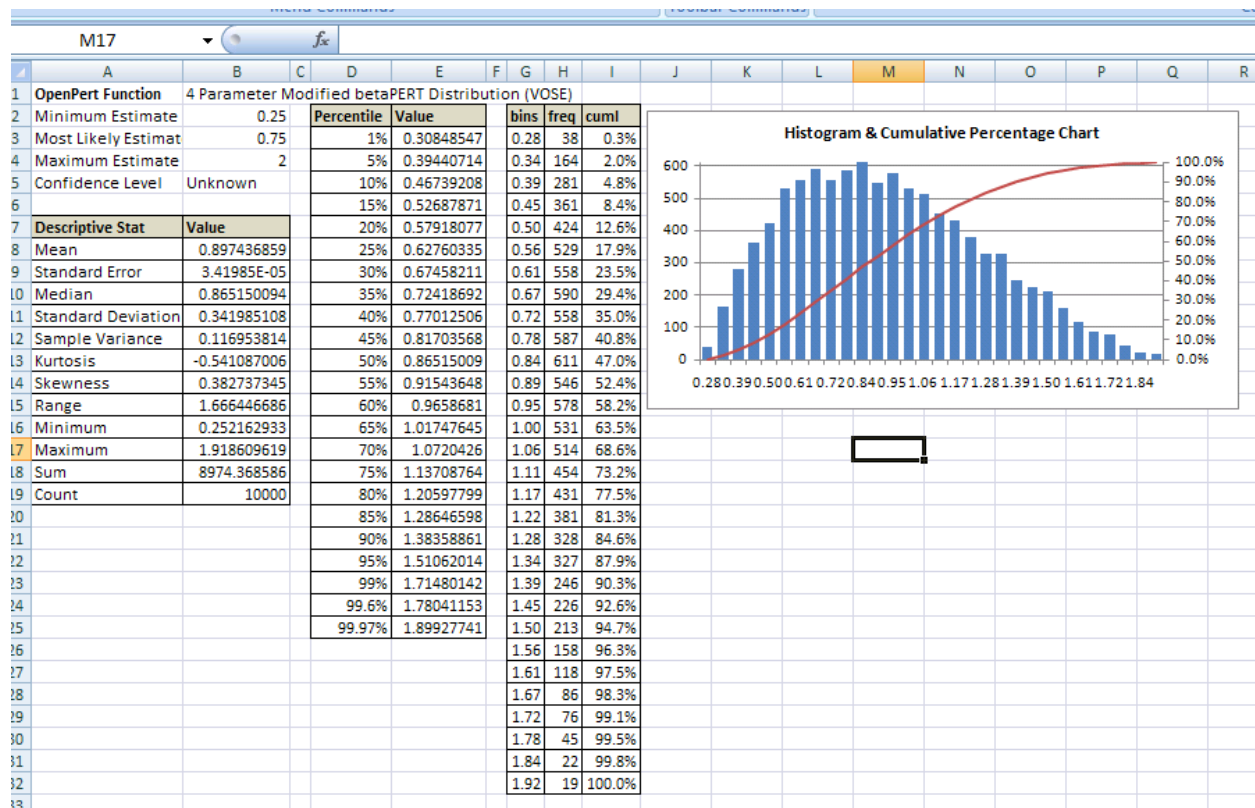 Menu Commands Toolbar Commands
M17 fx
A B C D E F G H I J K L M N O P Q R
1 OpenPert Function 4 Parameter Modified betaPERT Distribution (VOSE)
2 Minimum Estimate 0.25 Percentile Value bins freq cuml
3 Most Likely Estimat 0.75 1% 0.30848547 0.28 38 0.3%
4 Maximum Estimate 2 5% 0.39440714 0.34 164 2.0%
5 Confidence Level Unknown 10% 0.46739208 0.39 281 4.8%
6 15% 0.52687871 0.45 361 8.4%
7 Descriptive Stat Value 20% 0.57918077 0.50 424 12.6%
8 Mean 0.897436859 25% 0.62760335 0.56 529 17.9%
9 Standard Error 3.41985E-05 30% 0.67458211 0.61 558 23.5%
10 Median 0.865150094 35% 0.72418692 0.67 590 29.4%
11 Standard Deviation 0.341985108 40% 0.77012506 0.72 558 35.0%
12 Sample Variance 0.116953814 45% 0.81703568 0.78 587 40.8%
13 Kurtosis -0.541087006 50% 0.86515009 0.84 611 47.0%
14 Skewness 0.382737345 55% 0.91543648 0.89 546 52.4%
15 Range 1.666446686 60% 0.9658681 0.95 578 58.2%
16 Minimum 0.252162933 65% 1.01747645 1.00 531 63.5%
17 Maximum 1.918609619 70% 1.0720426 1.06 514 68.6%
18 Sum 8974.368586 75% 1.13708764 1.11 454 73.2%
19 Count 10000 80% 1.20597799 1.17 431 77.5%
20 85% 1.28646598 1.22 381 81.3%
21 90% 1.38358861 1.28 328 84.6%
22 95% 1.51062014 1.34 327 87.9%
23 99% 1.71480142 1.39 246 90.3%
24 99.6% 1.78041153 1.45 226 92.6%
25 99.97% 1.89927741 1.50 213 94.7%
26 1.56 158 96.3%
27 1.61 118 97.5%
28 1.67 86 98.3%
29 1.72 76 99.1%
30 1.78 45 99.5%
31 1.84 22 99.8%
32 1.92 19 100.0%
33
Histogram & Cumulative Percentage Chart
600 100.0%
90.0%
500 80.0%
400 70.0%
60.0%
300 50.0%
40.0%
200 30.0%
100 20.0%
10.0%
0 0.0%
0.28 0.39 0.50 0.61 0.72 0.84 0.95 1.06 1.17 1.28 1.39 1.50 1.61 1.72 1.84